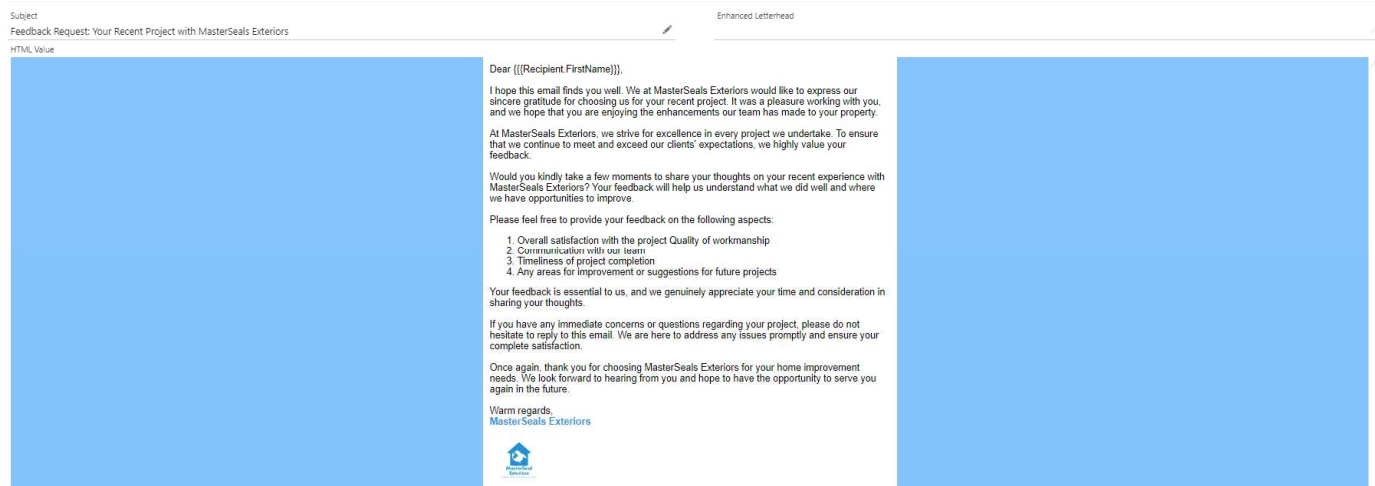 Subject
Enhanced Letterhead
Feedback Request: Your Recent Project with MasterSeals Exteriors
HTML Value
Dear {{{Recipient.FirstName}}},
I hope this email finds you well. We at MasterSeals Exteriors would like to express our
sincere gratitude for choosing us for your recent project. It was a pleasure working with you,
and we hope that you are enjoying the enhancements our team has made to your property.
At MasterSeals Exteriors, we strive for excellence in every project we undertake. To ensure
that we continue to meet and exceed our clients' expectations, we highly value your
feedback.
Would you kindly take a few moments to share your thoughts on your recent experience with
MasterSeals Exteriors? Your feedback will help us understand what we did well and where
we have opportunities to improve.
Please feel free to provide your feedback on the following aspects:
1. Overall satisfaction with the project Quality of workmanship
2. Communication with our team
3. Timeliness of project completion
4. Any areas for improvement or suggestions for future projects
Your feedback is essential to us, and we genuinely appreciate your time and consideration in
sharing your thoughts.
If you have any immediate concerns or questions regarding your project, please do not
hesitate to reply to this email. We are here to address any issues promptly and ensure your
complete satisfaction.
Once again, thank you for choosing MasterSeals Exteriors for your home improvement
needs. We look forward to hearing from you and hope to have the opportunity to serve you
again in the future.
Warm regards,
MasterSeals Exteriors
MasterSeal
Exteriors